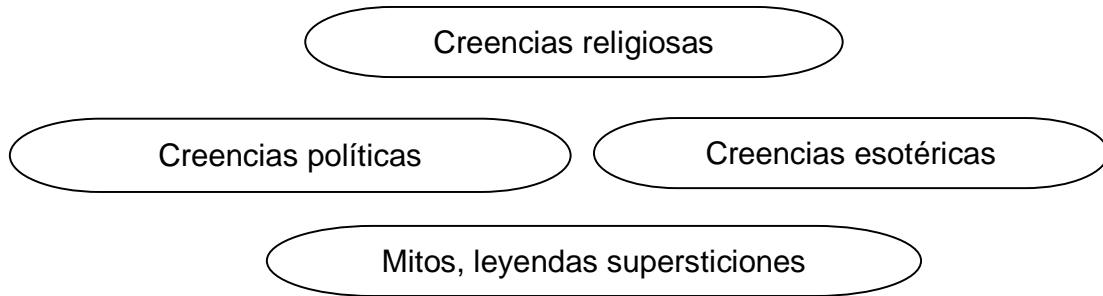 Creencias religiosas
Creencias políticas
Creencias esotéricas
Mitos, leyendas supersticiones